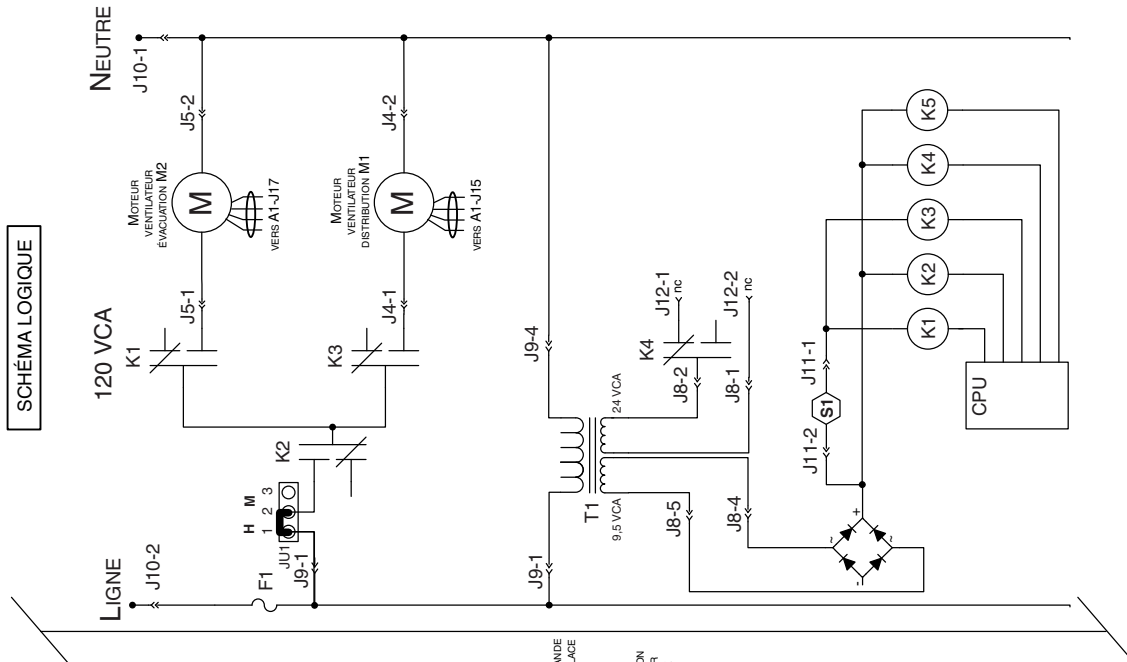 SCHÉMA LOGIQUE
120 VCA
LIGNE
NEUTRE
J10-2
J10-1
F1
J9-1
JU1
H M
1 2 3
K2
K1
J5-1
MOTEUR
VENTILATEUR
ÉVACUATION M2
M
VERS A1-J17
J5-2
K3
J4-1
MOTEUR
VENTILATEUR
DISTRIBUTION M1
M
VERS A1-J15
J4-2
J9-1
J9-4
T1
9,5 VCA
24 VCA
J8-5
J8-4
J8-2
J8-1
K4
J12-1
nc
J12-2
nc
J11-2
S1
J11-1
+
-
~
~
CPU
K1
K2
K3
K4
K5